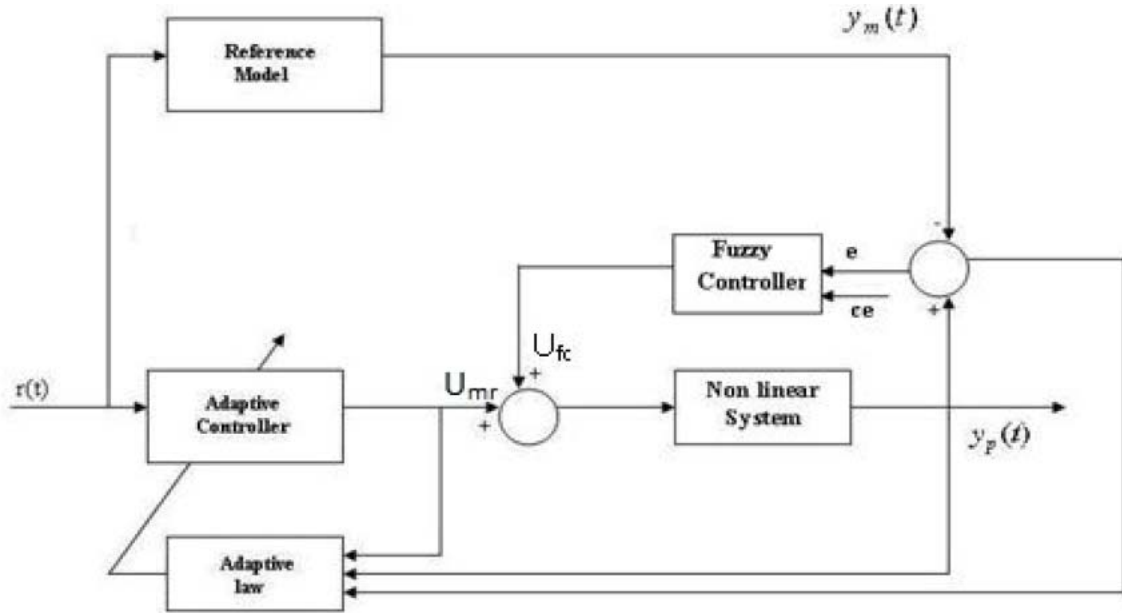 y_m(t)
Reference
Model
-
Fuzzy
Controller
e
ce
+
U_fc
+
r(t)
Adaptive
Controller
U_mr
+
Non linear
System
y_p(t)
Adaptive
law